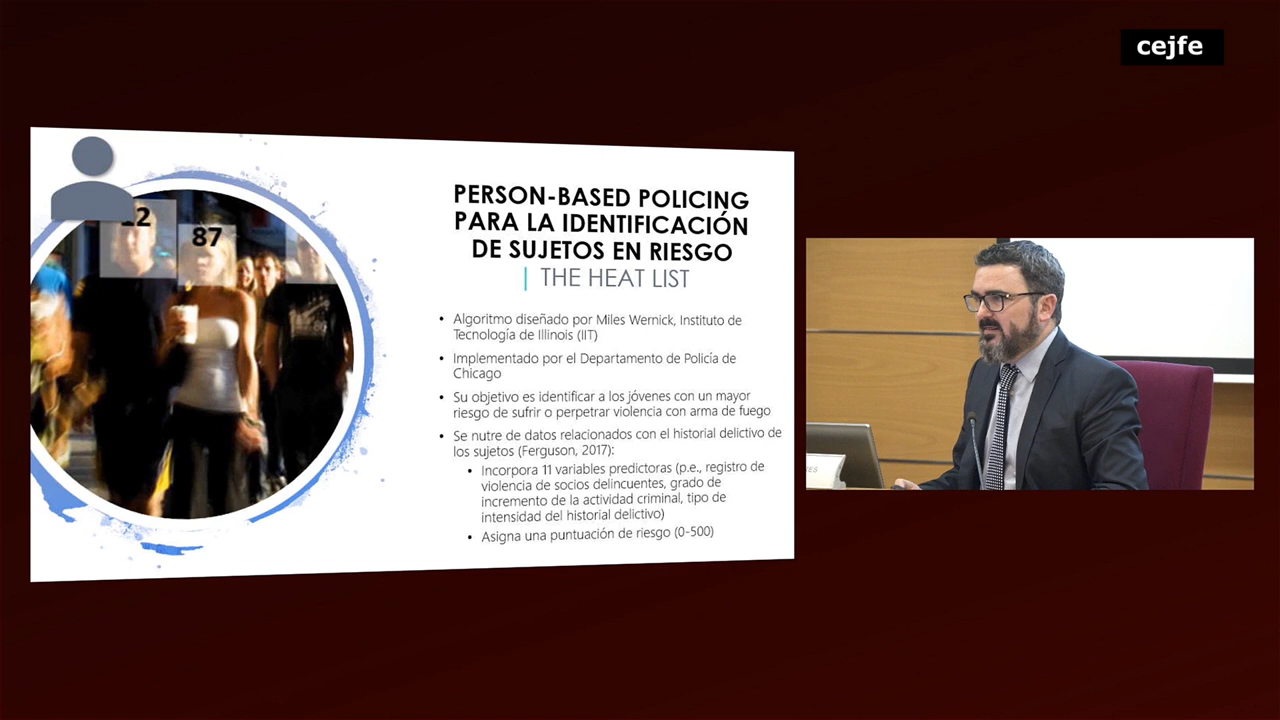 cejfe
12
87
PERSON-BASED POLICING
PARA LA IDENTIFICACIÓN
DE SUJETOS EN RIESGO
| THE HEAT LIST
• Algoritmo diseñado por Miles Wernick, Instituto de
Tecnología de Illinois (IIT)
• Implementado por el Departamento de Policía de
Chicago
• Su objetivo es identificar a los jóvenes con un mayor
riesgo de sufrir o perpetrar violencia con arma de fuego
• Se nutre de datos relacionados con el historial delictivo de
los sujetos (Ferguson, 2017):
• Incorpora 11 variables predictoras (p.e., registro de
violencia de socios delincuentes, grado de
incremento de la actividad criminal, tipo de
intensidad del historial delictivo)
• Asigna una puntuación de riesgo (0-500)